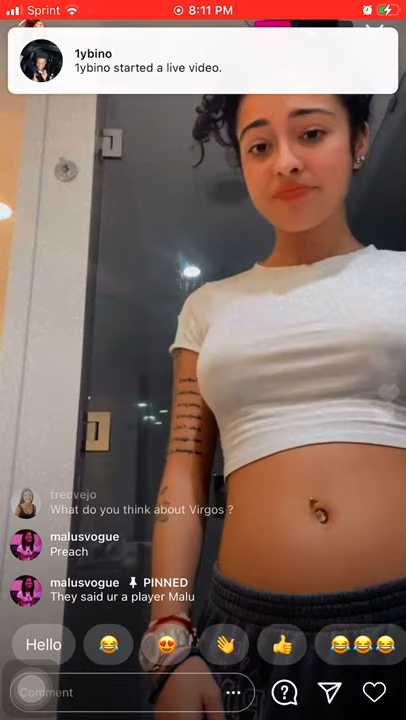 Sprint 8:11 PM
1ybino
1ybino started a live video.
trecvejo
What do you think about Virgos ?
malusvogue
Preach
malusvogue PINNED
They said ur a player Malu
Hello
Comment